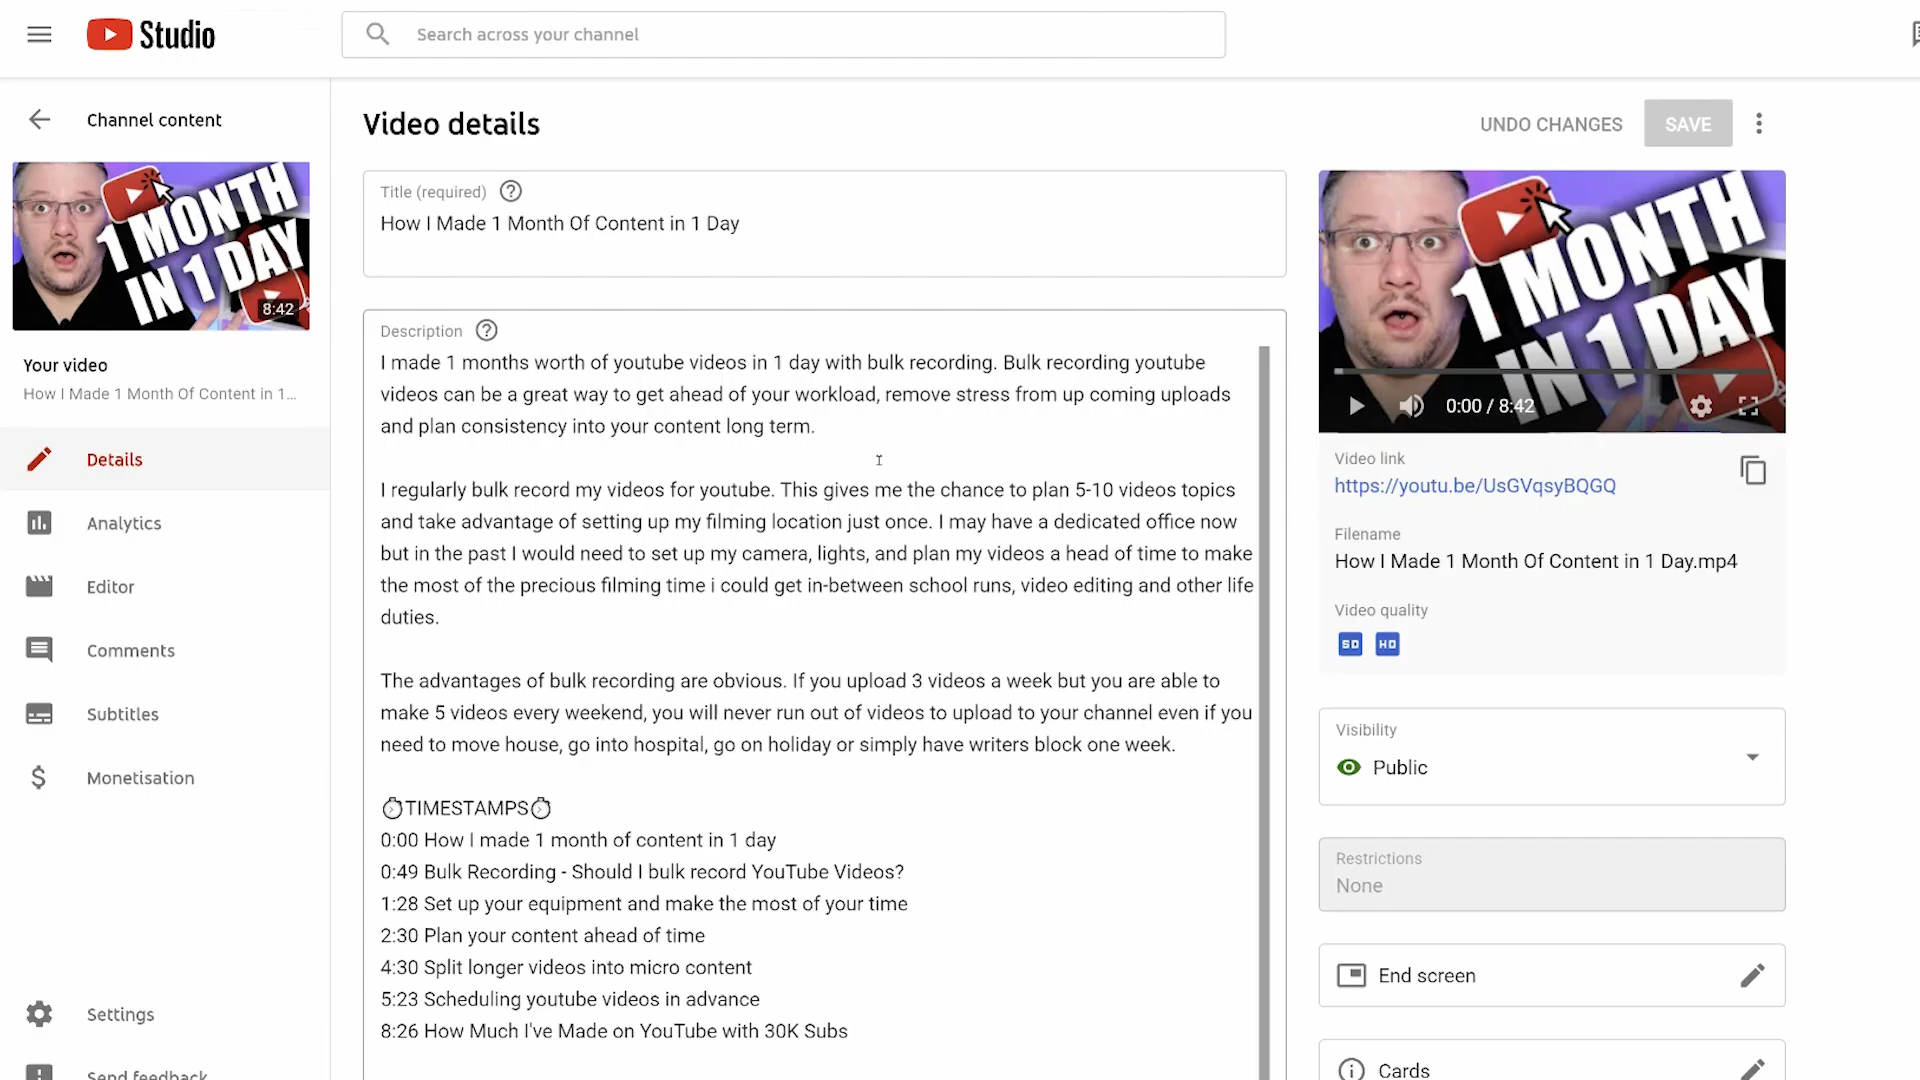 Studio
Search across your channel
Channel content
Video details
UNDO CHANGES
SAVE
1 MONTH
IN 1 DAY
8:42
Your video
How I Made 1 Month Of Content in 1...
Details
Analytics
Editor
Comments
Subtitles
Monetisation
Settings
Send feedback
Title (required)
How I Made 1 Month Of Content in 1 Day
Description
I made 1 months worth of youtube videos in 1 day with bulk recording. Bulk recording youtube
videos can be a great way to get ahead of your workload, remove stress from up coming uploads
and plan consistency into your content long term.
I regularly bulk record my videos for youtube. This gives me the chance to plan 5-10 videos topics
and take advantage of setting up my filming location just once. I may have a dedicated office now
but in the past I would need to set up my camera, lights, and plan my videos a head of time to make
the most of the precious filming time i could get in-between school runs, video editing and other life
duties.
The advantages of bulk recording are obvious. If you upload 3 videos a week but you are able to
make 5 videos every weekend, you will never run out of videos to upload to your channel even if you
need to move house, go into hospital, go on holiday or simply have writers block one week.
⏱TIMESTAMPS⏱
0:00 How I made 1 month of content in 1 day
0:49 Bulk Recording - Should I bulk record YouTube Videos?
1:28 Set up your equipment and make the most of your time
2:30 Plan your content ahead of time
4:30 Split longer videos into micro content
5:23 Scheduling youtube videos in advance
8:26 How Much I've Made on YouTube with 30K Subs
1 MONTH
IN 1 DAY
0:00 / 8:42
Video link
https://youtu.be/UsGVqsyBQGQ
Filename
How I Made 1 Month Of Content in 1 Day.mp4
Video quality
SD HD
Visibility
Public
Restrictions
None
End screen
Cards